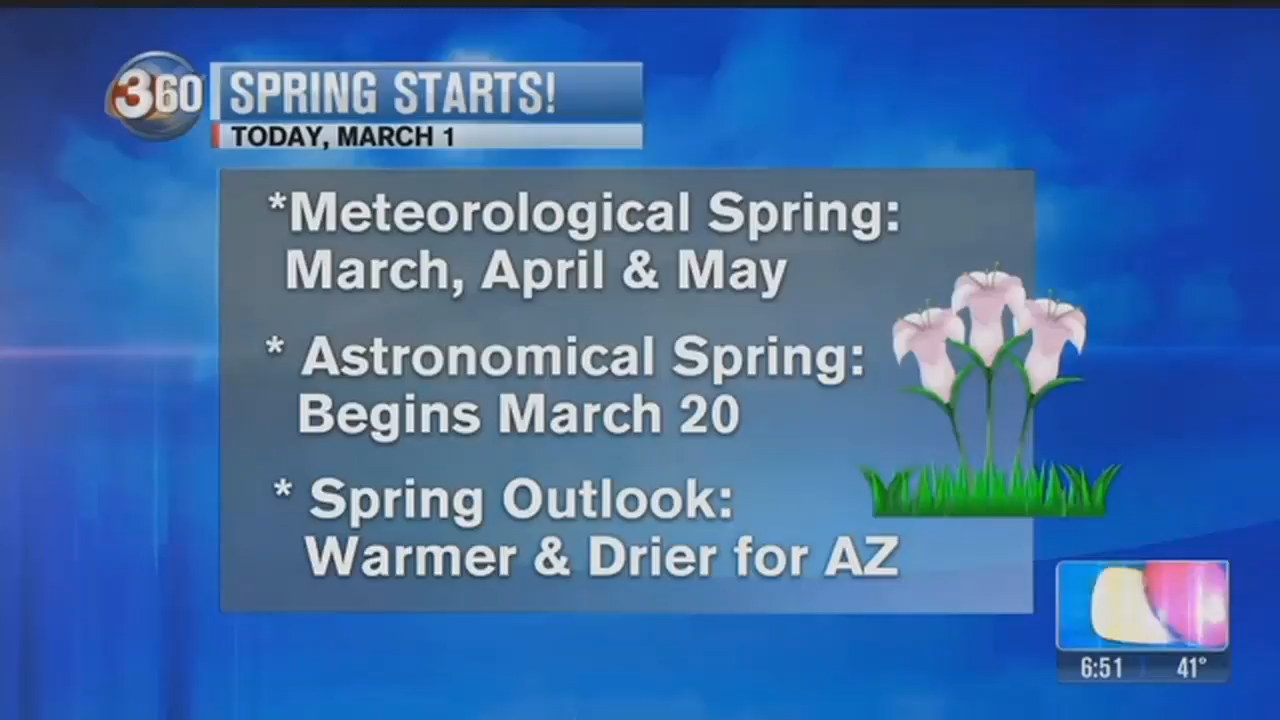 360
SPRING STARTS!
TODAY, MARCH 1
*Meteorological Spring:
March, April & May
* Astronomical Spring:
Begins March 20
* Spring Outlook:
Warmer & Drier for AZ
6:51 41°